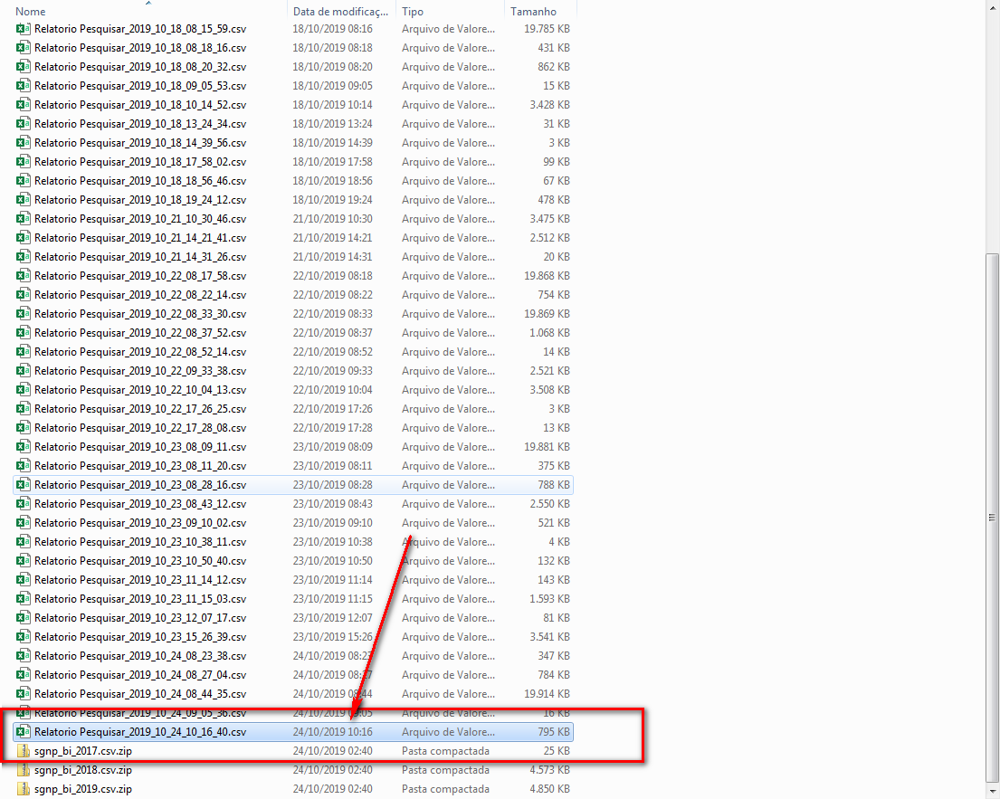 Nome Data de modificaç... Tipo Tamanho
Relatorio Pesquisar_2019_10_18_08_15_59.csv 18/10/2019 08:16 Arquivo de Valore... 19.785 KB
Relatorio Pesquisar_2019_10_18_08_18_16.csv 18/10/2019 08:18 Arquivo de Valore... 431 KB
Relatorio Pesquisar_2019_10_18_08_20_32.csv 18/10/2019 08:20 Arquivo de Valore... 862 KB
Relatorio Pesquisar_2019_10_18_09_05_53.csv 18/10/2019 09:05 Arquivo de Valore... 15 KB
Relatorio Pesquisar_2019_10_18_10_14_52.csv 18/10/2019 10:14 Arquivo de Valore... 3.428 KB
Relatorio Pesquisar_2019_10_18_13_24_34.csv 18/10/2019 13:24 Arquivo de Valore... 31 KB
Relatorio Pesquisar_2019_10_18_14_39_56.csv 18/10/2019 14:39 Arquivo de Valore... 3 KB
Relatorio Pesquisar_2019_10_18_17_58_02.csv 18/10/2019 17:58 Arquivo de Valore... 99 KB
Relatorio Pesquisar_2019_10_18_18_56_46.csv 18/10/2019 18:56 Arquivo de Valore... 67 KB
Relatorio Pesquisar_2019_10_18_19_24_12.csv 18/10/2019 19:24 Arquivo de Valore... 478 KB
Relatorio Pesquisar_2019_10_21_10_30_46.csv 21/10/2019 10:30 Arquivo de Valore... 3.475 KB
Relatorio Pesquisar_2019_10_21_14_21_41.csv 21/10/2019 14:21 Arquivo de Valore... 2.512 KB
Relatorio Pesquisar_2019_10_21_14_31_26.csv 21/10/2019 14:31 Arquivo de Valore... 20 KB
Relatorio Pesquisar_2019_10_22_08_17_58.csv 22/10/2019 08:18 Arquivo de Valore... 19.868 KB
Relatorio Pesquisar_2019_10_22_08_22_14.csv 22/10/2019 08:22 Arquivo de Valore... 754 KB
Relatorio Pesquisar_2019_10_22_08_33_30.csv 22/10/2019 08:33 Arquivo de Valore... 19.869 KB
Relatorio Pesquisar_2019_10_22_08_37_52.csv 22/10/2019 08:37 Arquivo de Valore... 1.068 KB
Relatorio Pesquisar_2019_10_22_08_52_14.csv 22/10/2019 08:52 Arquivo de Valore... 14 KB
Relatorio Pesquisar_2019_10_22_09_33_38.csv 22/10/2019 09:33 Arquivo de Valore... 2.521 KB
Relatorio Pesquisar_2019_10_22_10_04_13.csv 22/10/2019 10:04 Arquivo de Valore... 3.508 KB
Relatorio Pesquisar_2019_10_22_17_26_25.csv 22/10/2019 17:26 Arquivo de Valore... 3 KB
Relatorio Pesquisar_2019_10_22_17_28_08.csv 22/10/2019 17:28 Arquivo de Valore... 13 KB
Relatorio Pesquisar_2019_10_23_08_09_11.csv 23/10/2019 08:09 Arquivo de Valore... 19.881 KB
Relatorio Pesquisar_2019_10_23_08_11_20.csv 23/10/2019 08:11 Arquivo de Valore... 375 KB
Relatorio Pesquisar_2019_10_23_08_28_16.csv 23/10/2019 08:28 Arquivo de Valore... 788 KB
Relatorio Pesquisar_2019_10_23_08_43_12.csv 23/10/2019 08:43 Arquivo de Valore... 2.550 KB
Relatorio Pesquisar_2019_10_23_09_10_02.csv 23/10/2019 09:10 Arquivo de Valore... 521 KB
Relatorio Pesquisar_2019_10_23_10_38_11.csv 23/10/2019 10:38 Arquivo de Valore... 4 KB
Relatorio Pesquisar_2019_10_23_10_50_40.csv 23/10/2019 10:50 Arquivo de Valore... 132 KB
Relatorio Pesquisar_2019_10_23_11_14_12.csv 23/10/2019 11:14 Arquivo de Valore... 143 KB
Relatorio Pesquisar_2019_10_23_11_15_03.csv 23/10/2019 11:15 Arquivo de Valore... 1.593 KB
Relatorio Pesquisar_2019_10_23_12_07_17.csv 23/10/2019 12:07 Arquivo de Valore... 81 KB
Relatorio Pesquisar_2019_10_23_15_26_39.csv 23/10/2019 15:26 Arquivo de Valore... 3.541 KB
Relatorio Pesquisar_2019_10_24_08_23_38.csv 24/10/2019 08:23 Arquivo de Valore... 347 KB
Relatorio Pesquisar_2019_10_24_08_27_04.csv 24/10/2019 08:27 Arquivo de Valore... 784 KB
Relatorio Pesquisar_2019_10_24_08_44_35.csv 24/10/2019 08:44 Arquivo de Valore... 19.914 KB
Relatorio Pesquisar_2019_10_24_09_05_36.csv 24/10/2019 09:05 Arquivo de Valore... 16 KB
Relatorio Pesquisar_2019_10_24_10_16_40.csv 24/10/2019 10:16 Arquivo de Valore... 795 KB
sgnp_bi_2017.csv.zip 24/10/2019 02:40 Pasta compactada 25 KB
sgnp_bi_2018.csv.zip 24/10/2019 02:40 Pasta compactada 4.573 KB
sgnp_bi_2019.csv.zip 24/10/2019 02:40 Pasta compactada 4.850 KB